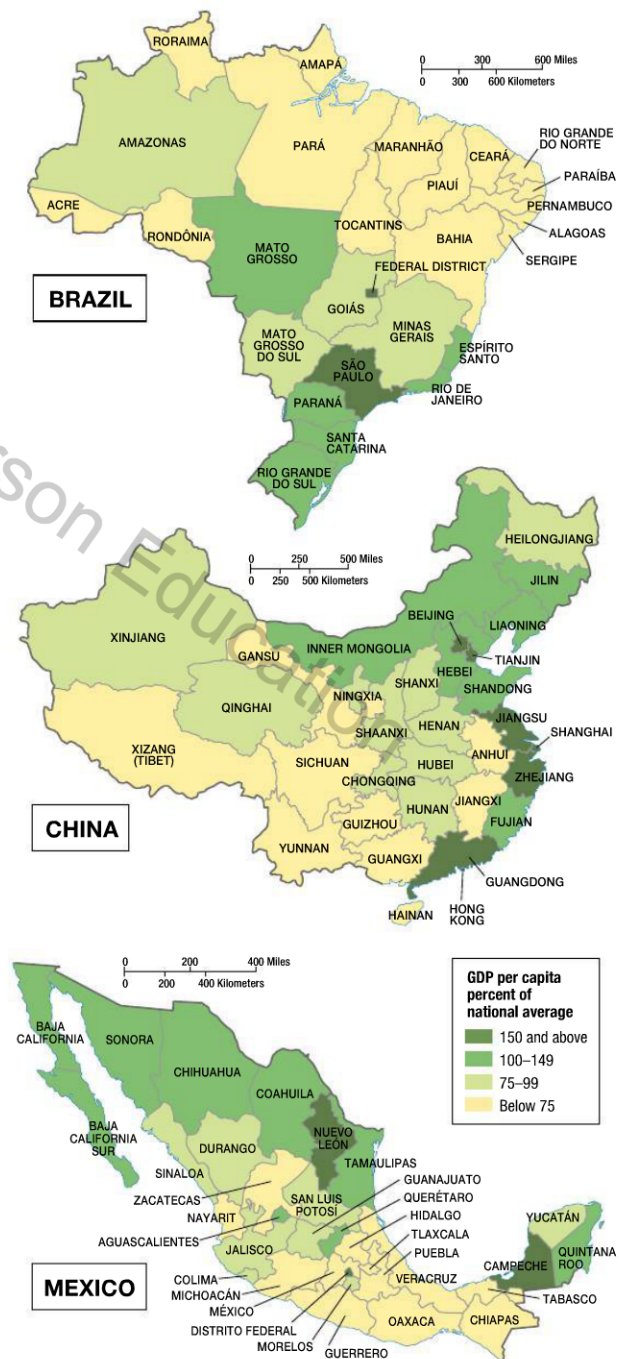 RORAIMA
AMAPÁ
0 300 600 Miles
0 300 600 Kilometers
AMAZONAS
PARÁ
MARANHÃO
CEARÁ
RIO GRANDE
DO NORTE
PARAÍBA
PIAUÍ
PERNAMBUCO
ACRE
RONDÔNIA
MATO
GROSSO
TOCANTINS
BAHIA
ALAGOAS
SERGIPE
FEDERAL DISTRICT
BRAZIL
GOIÁS
MINAS
GERAIS
MATO
GROSSO
DO SUL
ESPÍRITO
SANTO
SÃO
PAULO
RIO DE
JANEIRO
PARANÁ
SANTA
CATARINA
RIO GRANDE
DO SUL
rson Education
0 250 500 Miles
0 250 500 Kilometers
HEILONGJIANG
JILIN
LIAONING
BEIJING
TIANJIN
INNER MONGOLIA
XINJIANG
GANSU
HEBEI
SHANXI
SHANDONG
NINGXIA
QINGHAI
JIANGSU
SHAANXI
HENAN
SHANGHAI
XIZANG
(TIBET)
SICHUAN
HUBEI
ANHUI
CHONGQING
ZHEJIANG
CHINA
HUNAN
JIANGXI
GUIZHOU
FUJIAN
YUNNAN
GUANGXI
GUANGDONG
HAINAN
HONG
KONG
0 200 400 Miles
0 200 400 Kilometers
GDP per capita
percent of
national average
150 and above
100–149
75–99
Below 75
BAJA
CALIFORNIA
SONORA
CHIHUAHUA
COAHUILA
BAJA
CALIFORNIA
SUR
DURANGO
NUEVO
LEÓN
SINALOA
TAMAULIPAS
ZACATECAS
SAN LUIS
POTOSÍ
GUANAJUATO
QUERÉTARO
NAYARIT
HIDALGO
YUCATÁN
AGUASCALIENTES
TLAXCALA
JALISCO
PUEBLA
QUINTANA
ROO
CAMPECHE
COLIMA
VERACRUZ
MEXICO
MICHOACÁN
TABASCO
MÉXICO
DISTRITO FEDERAL
OAXACA
CHIAPAS
MORELOS
GUERRERO